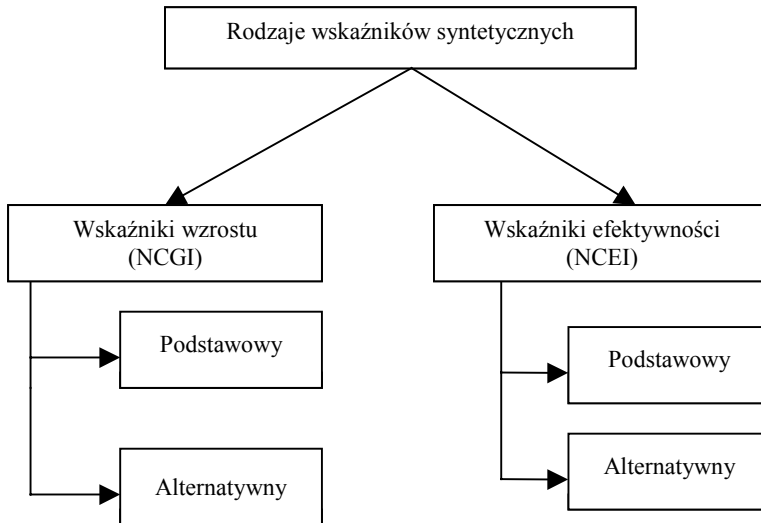 Rodzaje wskaźników syntetycznych
Wskaźniki wzrostu
(NCGI)
Podstawowy
Alternatywny
Wskaźniki efektywności
(NCEI)
Podstawowy
Alternatywny